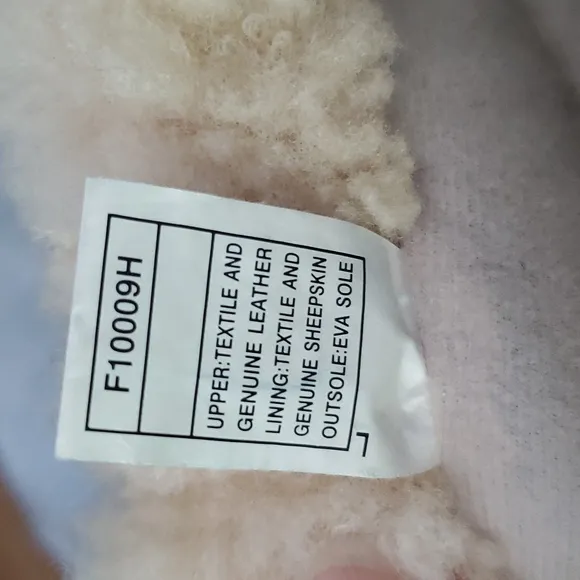 F10009H
UPPER:TEXTILE AND
GENUINE LEATHER
LINING:TEXTILE AND
GENUINE SHEEPSKIN
OUTSOLE:EVA SOLE